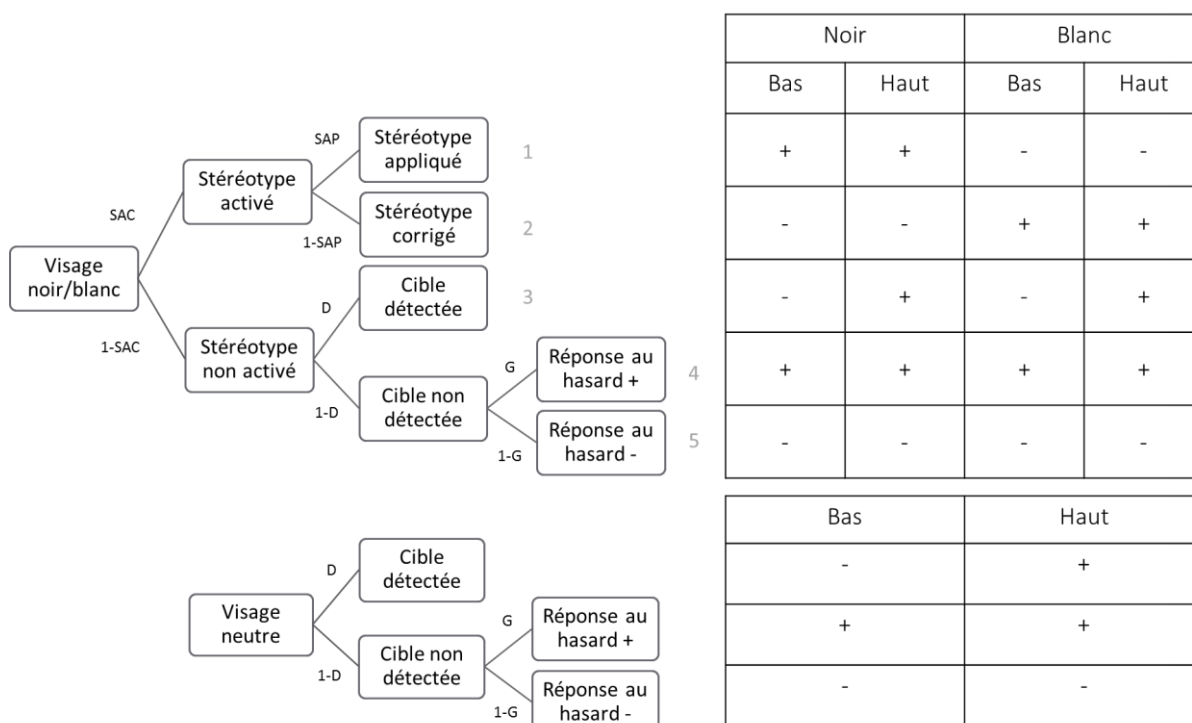 Noir Blanc
Bas Haut Bas Haut
SAP
Stéréotype
appliqué
1
+ + - -
Stéréotype
activé
SAC
1-SAP
Stéréotype
corrigé
2
- - + +
Visage
noir/blanc
D
Cible
détectée
3
- + - +
1-SAC
Stéréotype
non activé
G
Réponse au
hasard +
4
+ + + +
1-D
Cible non
détectée
1-G
Réponse au
hasard -
5
- - - -
Bas Haut
D
Cible
détectée
- +
Visage
neutre
G
Réponse au
hasard +
+ +
1-D
Cible non
détectée
1-G
Réponse au
hasard -
- -